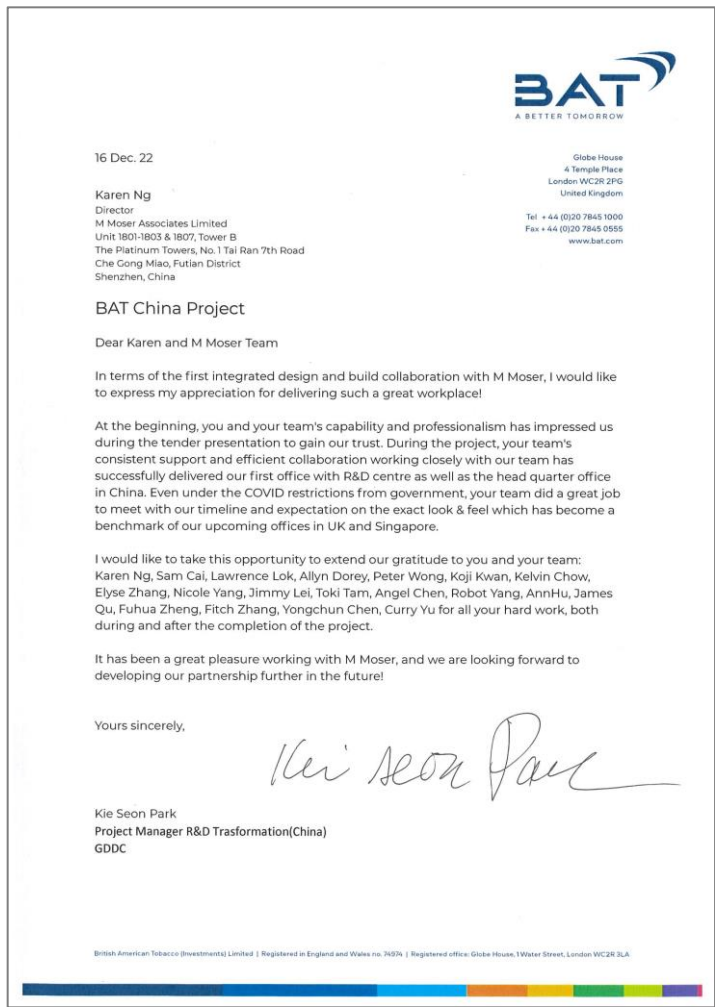 BAT
A BETTER TOMORROW
16 Dec. 22
Globe House
4 Temple Place
London WC2R 2PG
United Kingdom
Tel + 44 (0)20 7845 1000
Fax + 44 (0)20 7845 0555
www.bat.com
Karen Ng
Director
M Moser Associates Limited
Unit 1801-1803 & 1807, Tower B
The Platinum Towers, No. 1 Tai Ran 7th Road
Che Gong Miao, Futian District
Shenzhen, China
BAT China Project
Dear Karen and M Moser Team
In terms of the first integrated design and build collaboration with M Moser, I would like
to express my appreciation for delivering such a great workplace!
At the beginning, you and your team's capability and professionalism has impressed us
during the tender presentation to gain our trust. During the project, your team's
consistent support and efficient collaboration working closely with our team has
successfully delivered our first office with R&D centre as well as the head quarter office
in China. Even under the COVID restrictions from government, your team did a great job
to meet with our timeline and expectation on the exact look & feel which has become a
benchmark of our upcoming offices in UK and Singapore.
I would like to take this opportunity to extend our gratitude to you and your team:
Karen Ng, Sam Cai, Lawrence Lok, Allyn Dorey, Peter Wong, Koji Kwan, Kelvin Chow,
Elyse Zhang, Nicole Yang, Jimmy Lei, Toki Tam, Angel Chen, Robot Yang, AnnHu, James
Qu, Fuhua Zheng, Fitch Zhang, Yongchun Chen, Curry Yu for all your hard work, both
during and after the completion of the project.
It has been a great pleasure working with M Moser, and we are looking forward to
developing our partnership further in the future!
Yours sincerely,
Kei seon Park
Kie Seon Park
Project Manager R&D Trasformation(China)
GDDC
British American Tobacco (Investments) Limited | Registered in England and Wales no. 74974 | Registered office: Globe House, 1 Water Street, London WC2R 3LA